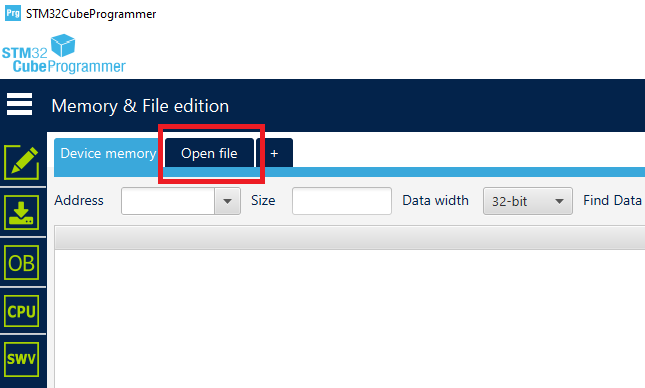 Prg STM32CubeProgrammer
STM32
CubeProgrammer
Memory & File edition
Device memory Open file +
Address Size Data width 32-bit Find Data
OB
CPU
SWV